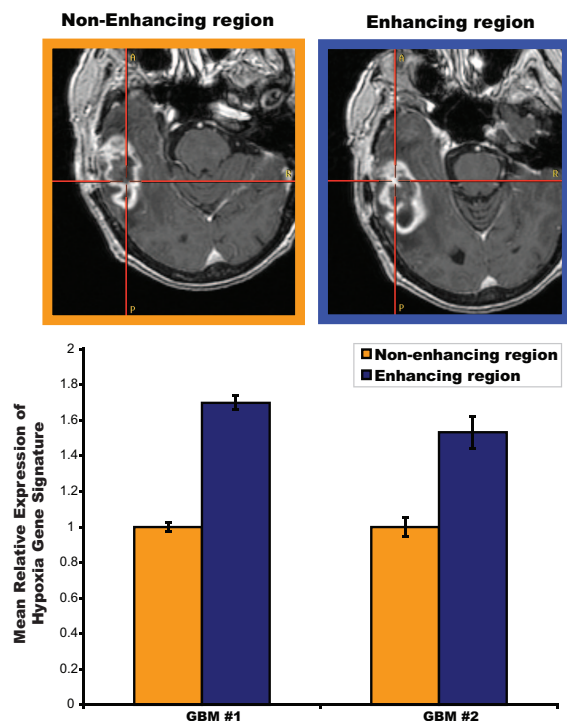 Non-Enhancing region
Enhancing region
A
R
P
A
R
P
Non-enhancing region
Enhancing region
Mean Relative Expression of
Hypoxia Gene Signature
2
1.8
1.6
1.4
1.2
1
0.8
0.6
0.4
0.2
0
GBM #1
GBM #2